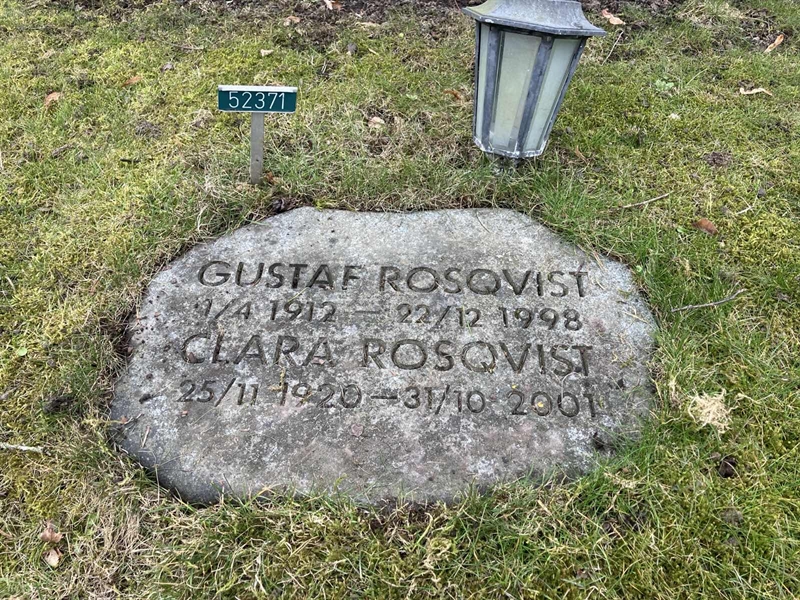 52371
GUSTAF ROSQVIST
1/4 1912 — 22/12 1998
CLARA ROSQVIST
25/11 1920 — 31/10 2001